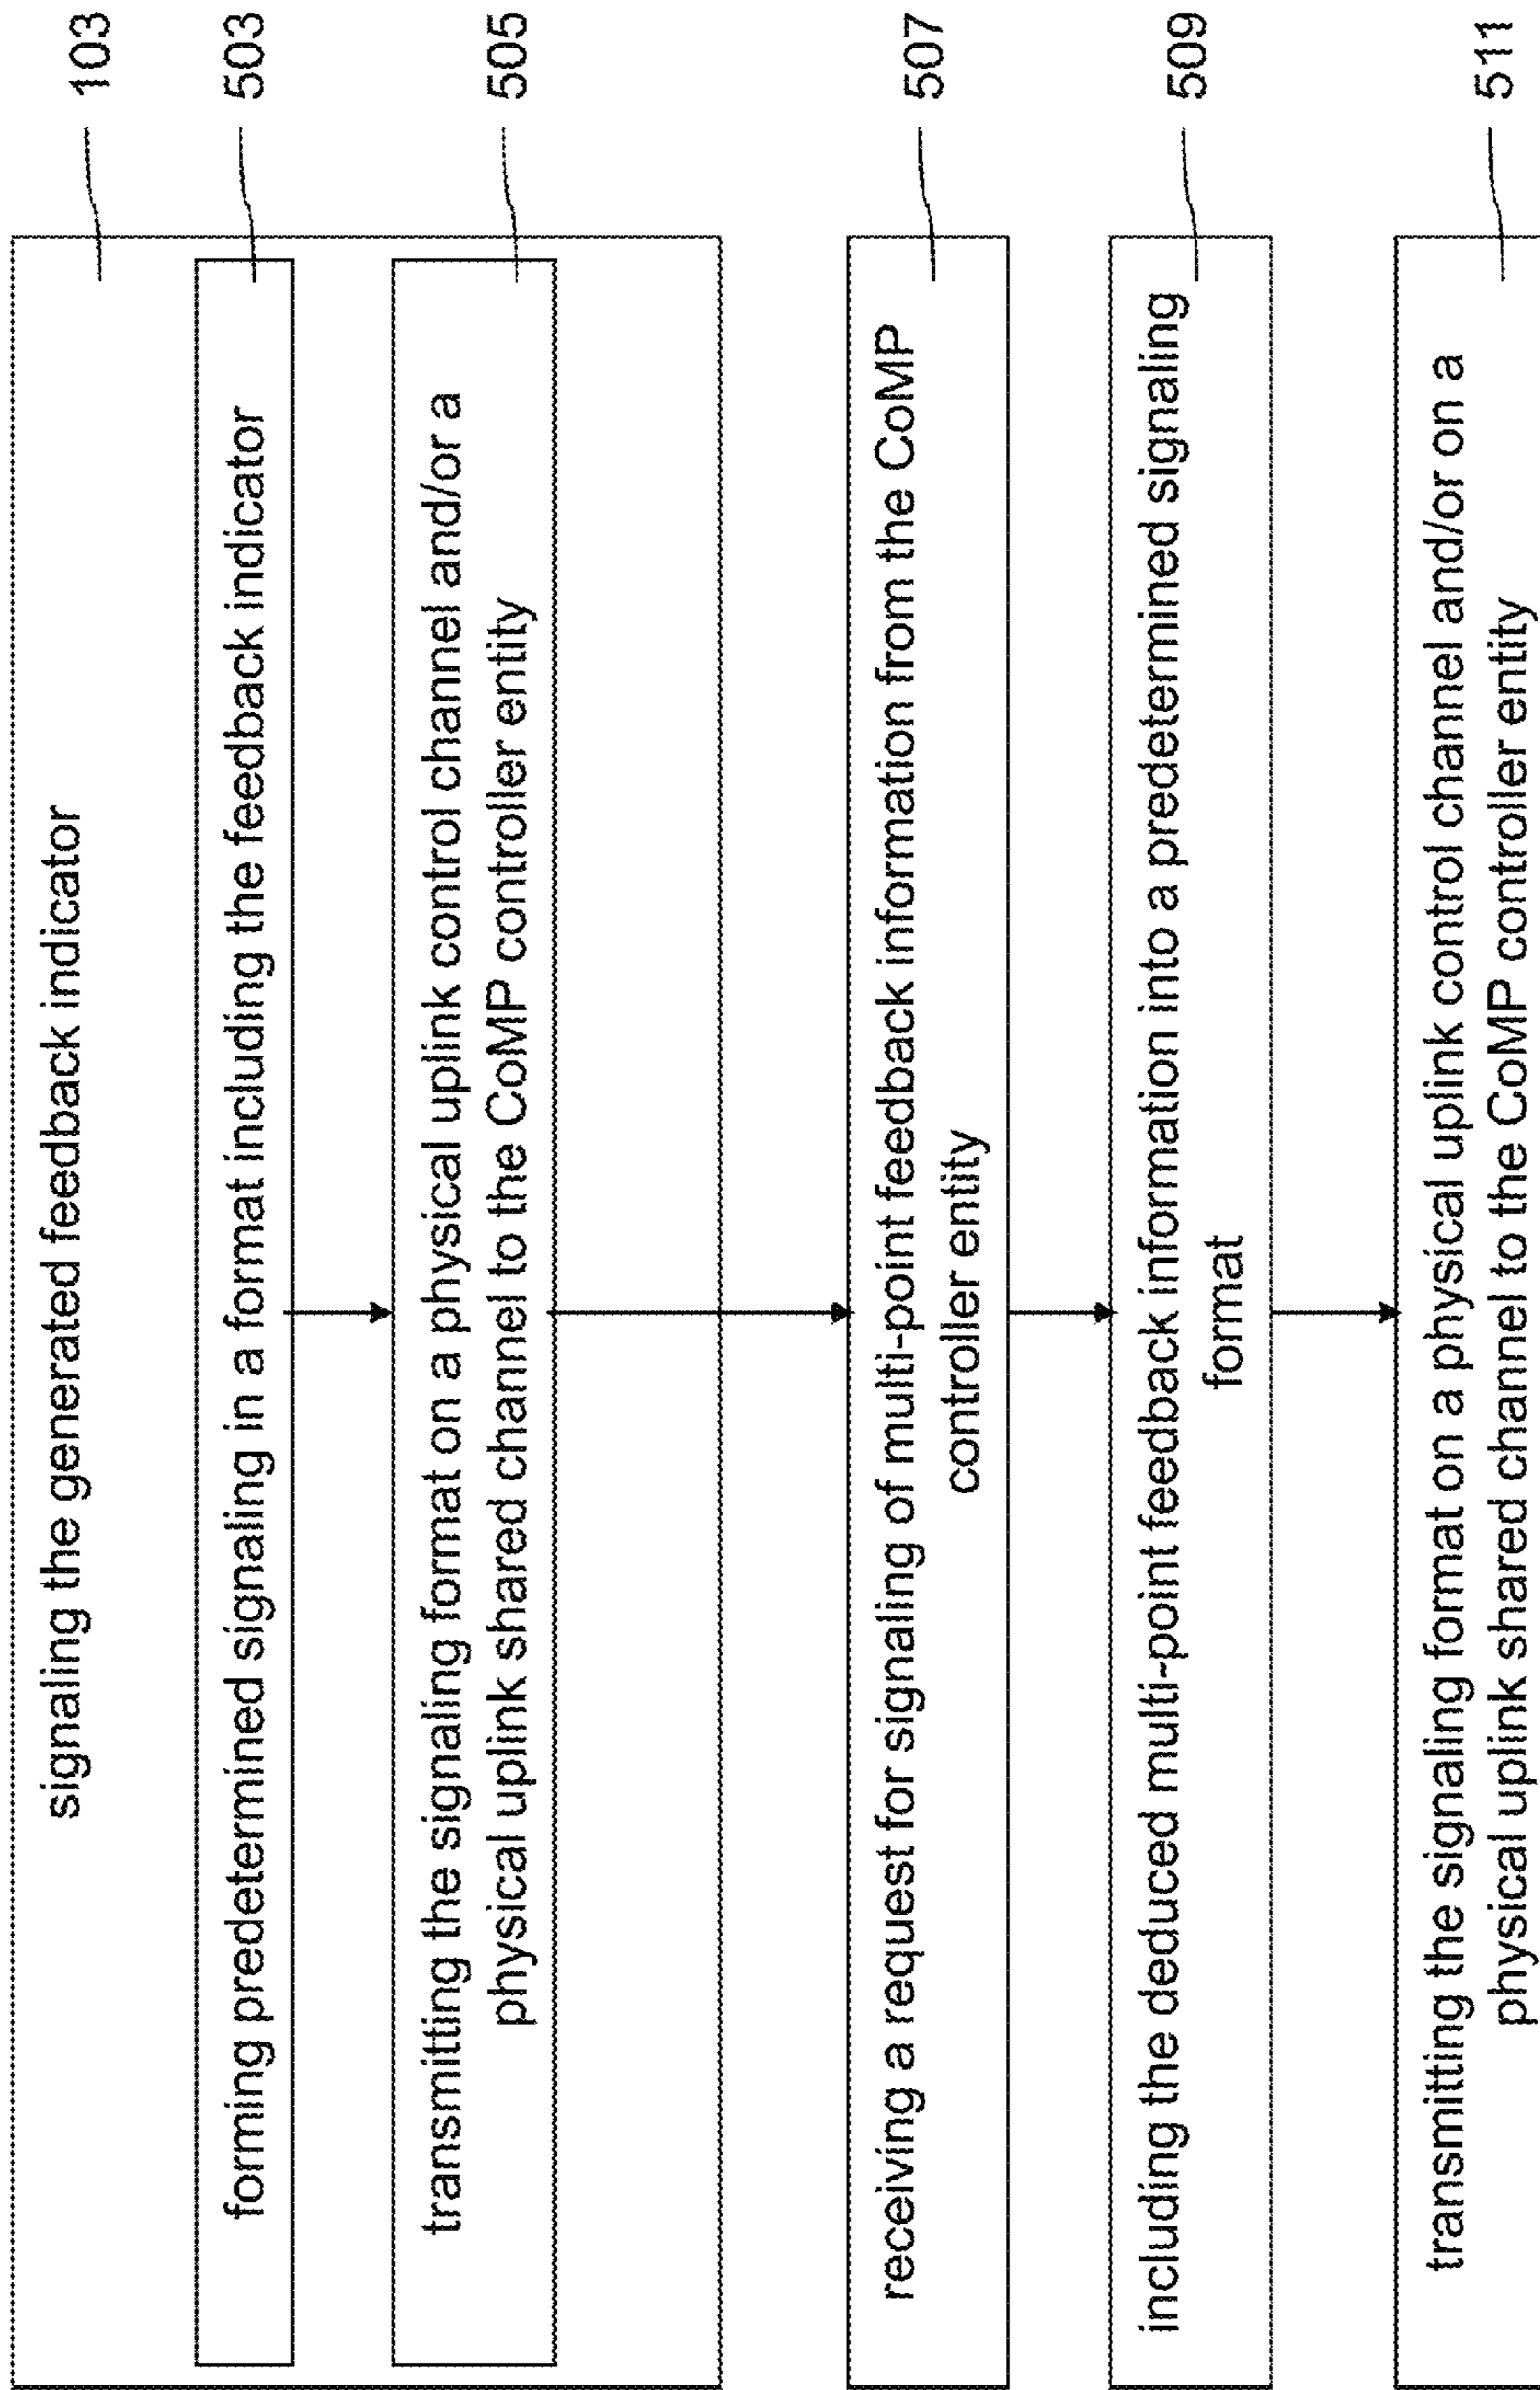 signaling the generated feedback indicator
103
forming predetermined signaling in a format including the feedback indicator
503
transmitting the signaling format on a physical uplink control channel and/or a
physical uplink shared channel to the CoMP controller entity
505
receiving a request for signaling of multi-point feedback information from the CoMP
controller entity
507
including the deduced multi-point feedback information into a predetermined signaling
format
509
transmitting the signaling format on a physical uplink control channel and/or on a
physical uplink shared channel to the CoMP controller entity
511